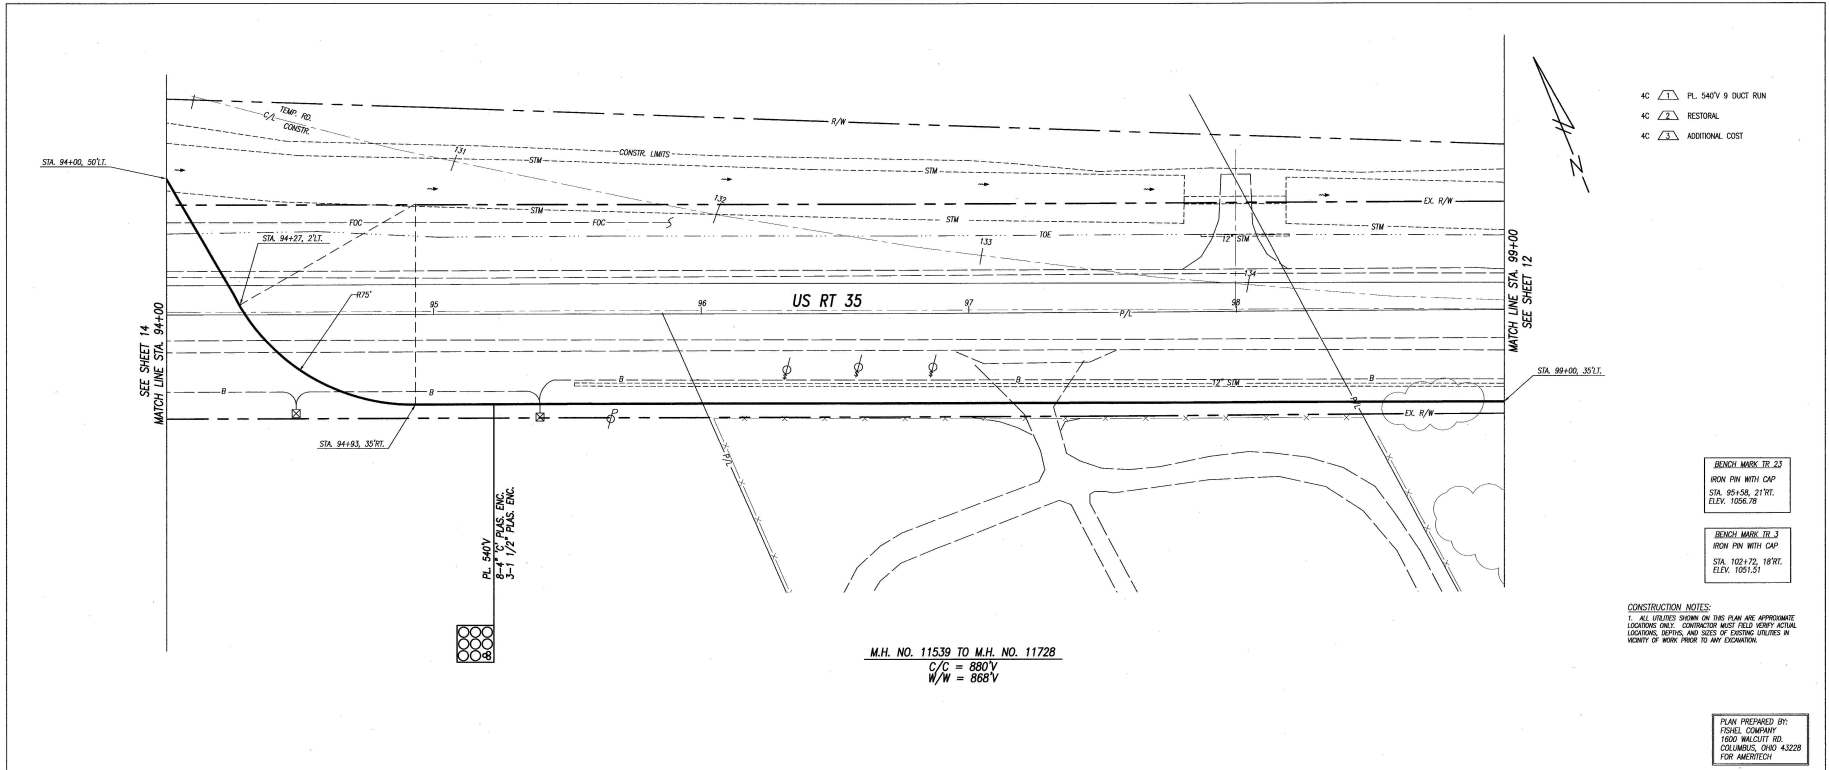 4C 1 PL. 540'V 9 DUCT RUN
4C 2 RESTORAL
4C 3 ADDITIONAL COST
N
TEMP. RD.
C/L CONSTR.
R/W
STA. 94+00, 50'LT.
131
CONSTR. LIMITS
STM
STM
132
EX. R/W
STM
STM
STM
FOC
FOC
TOE
12" STM
STA. 94+27, 2'LT.
133
134
R75'
95
96
US RT 35
97
98
P/L
SEE SHEET 14
MATCH LINE STA. 94+00
MATCH LINE STA. 99+00
SEE SHEET 12
B
B
B
B
12" STM
B
P/L
STA. 99+00, 35'LT.
P
EX. R/W
STA. 94+93, 35'RT.
P/L
PL. 540'V
8-4" 'C' PLAS. ENC.
3-1 1/2" PLAS. ENC.
BENCH MARK TR 23
IRON PIN WITH CAP
STA. 95+58, 21'RT.
ELEV. 1056.78
BENCH MARK TR 3
IRON PIN WITH CAP
STA. 102+72, 18'RT.
ELEV. 1051.51
CONSTRUCTION NOTES:
1. ALL UTILITIES SHOWN ON THIS PLAN ARE APPROXIMATE
LOCATIONS ONLY. CONTRACTOR MUST FIELD VERIFY ACTUAL
LOCATIONS, DEPTHS, AND SIZES OF EXISTING UTILITIES IN
VICINITY OF WORK PRIOR TO ANY EXCAVATION.
M.H. NO. 11539 TO M.H. NO. 11728
C/C = 880'V
W/W = 868'V
PLAN PREPARED BY:
FISHEL COMPANY
1600 WALCUTT RD.
COLUMBUS, OHIO 43228
FOR AMERITECH